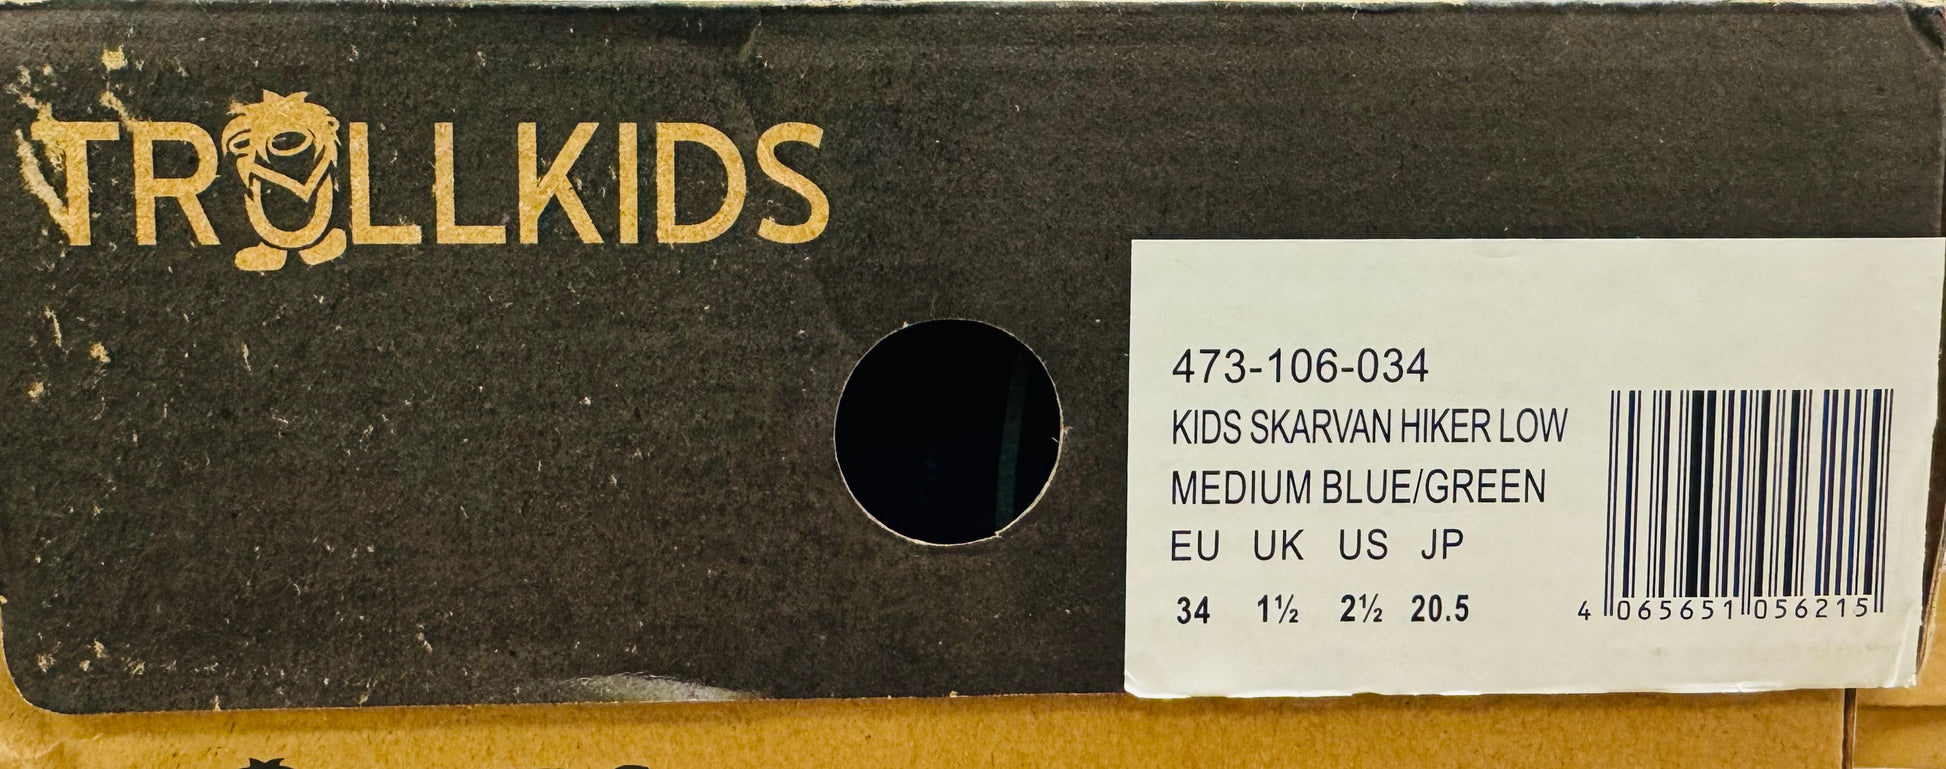 TROLLKIDS
473-106-034
KIDS SKARVAN HIKER LOW
MEDIUM BLUE/GREEN
EU UK US JP
34 1½ 2½ 20.5
4 065651 056215